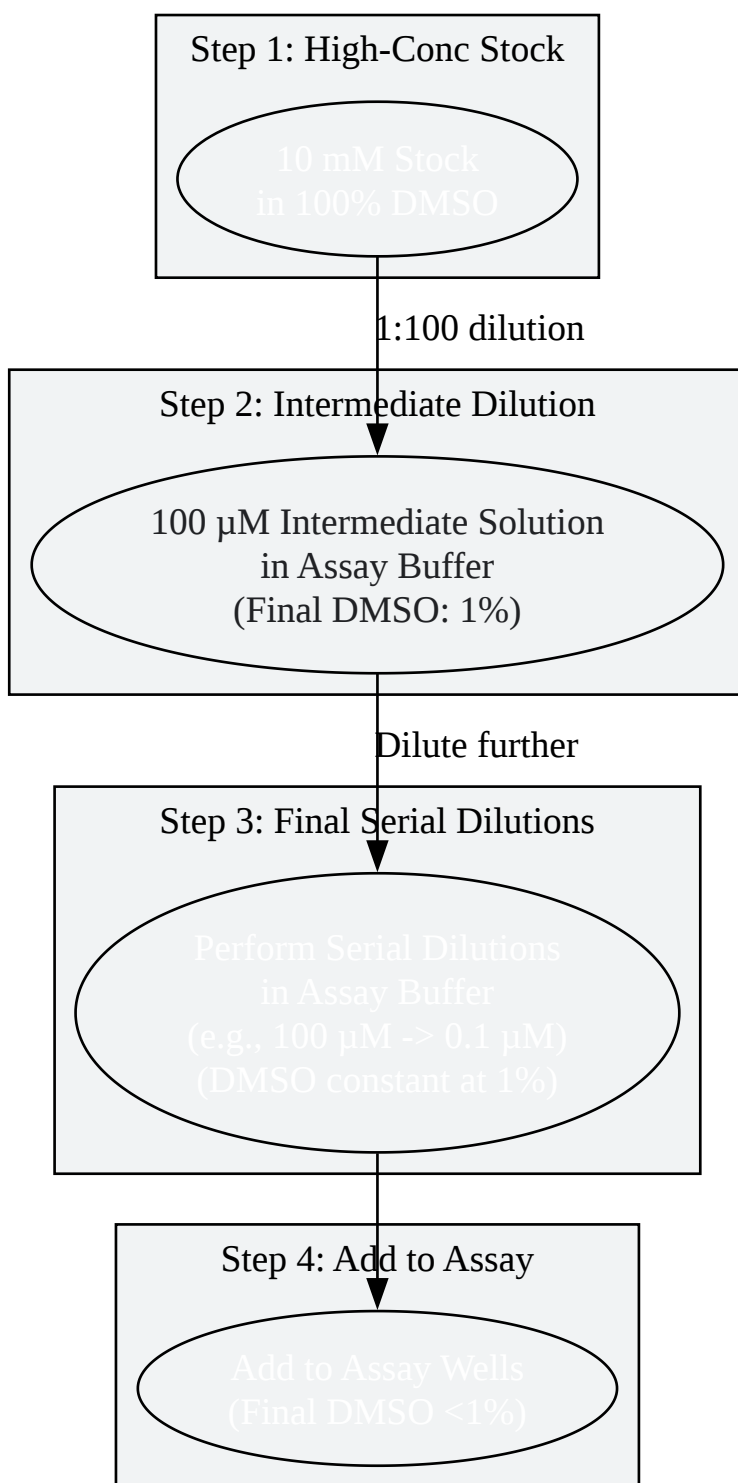 Step 1: High-Conc Stock
10 mM Stock
in 100% DMSO
1:100 dilution
Step 2: Intermediate Dilution
100 µM Intermediate Solution
in Assay Buffer
(Final DMSO: 1%)
Dilute further
Step 3: Final Serial Dilutions
Perform Serial Dilutions
in Assay Buffer
(e.g., 100 µM -> 0.1 µM)
(DMSO constant at 1%)
Step 4: Add to Assay
Add to Assay Wells
(Final DMSO <1%)